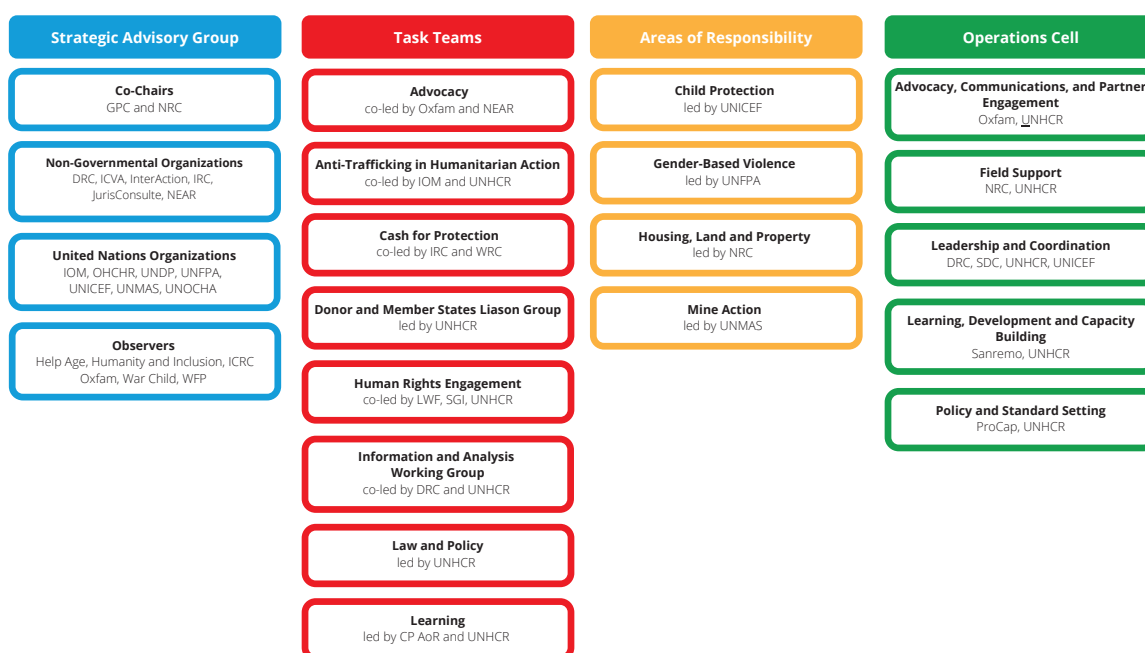 Strategic Advisory Group
Co-Chairs
GPC and NRC
Non-Governmental Organizations
DRC, ICVA, InterAction, IRC,
JurisConsulte, NEAR
United Nations Organizations
IOM, OHCHR, UNDP, UNFPA,
UNICEF, UNMAS, UNOCHA
Observers
Help Age, Humanity and Inclusion, ICRC
Oxfam, War Child, WFP
Task Teams
Advocacy
co-led by Oxfam and NEAR
Anti-Trafficking in Humanitarian Action
co-led by IOM and UNHCR
Cash for Protection
co-led by IRC and WRC
Donor and Member States Liason Group
led by UNHCR
Human Rights Engagement
co-led by LWF, SGI, UNHCR
Information and Analysis
Working Group
co-led by DRC and UNHCR
Law and Policy
led by UNHCR
Learning
led by CP AoR and UNHCR
Areas of Responsibility
Child Protection
led by UNICEF
Gender-Based Violence
led by UNFPA
Housing, Land and Property
led by NRC
Mine Action
led by UNMAS
Operations Cell
Advocacy, Communications, and Partner
Engagement
Oxfam, UNHCR
Field Support
NRC, UNHCR
Leadership and Coordination
DRC, SDC, UNHCR, UNICEF
Learning, Development and Capacity
Building
Sanremo, UNHCR
Policy and Standard Setting
ProCap, UNHCR